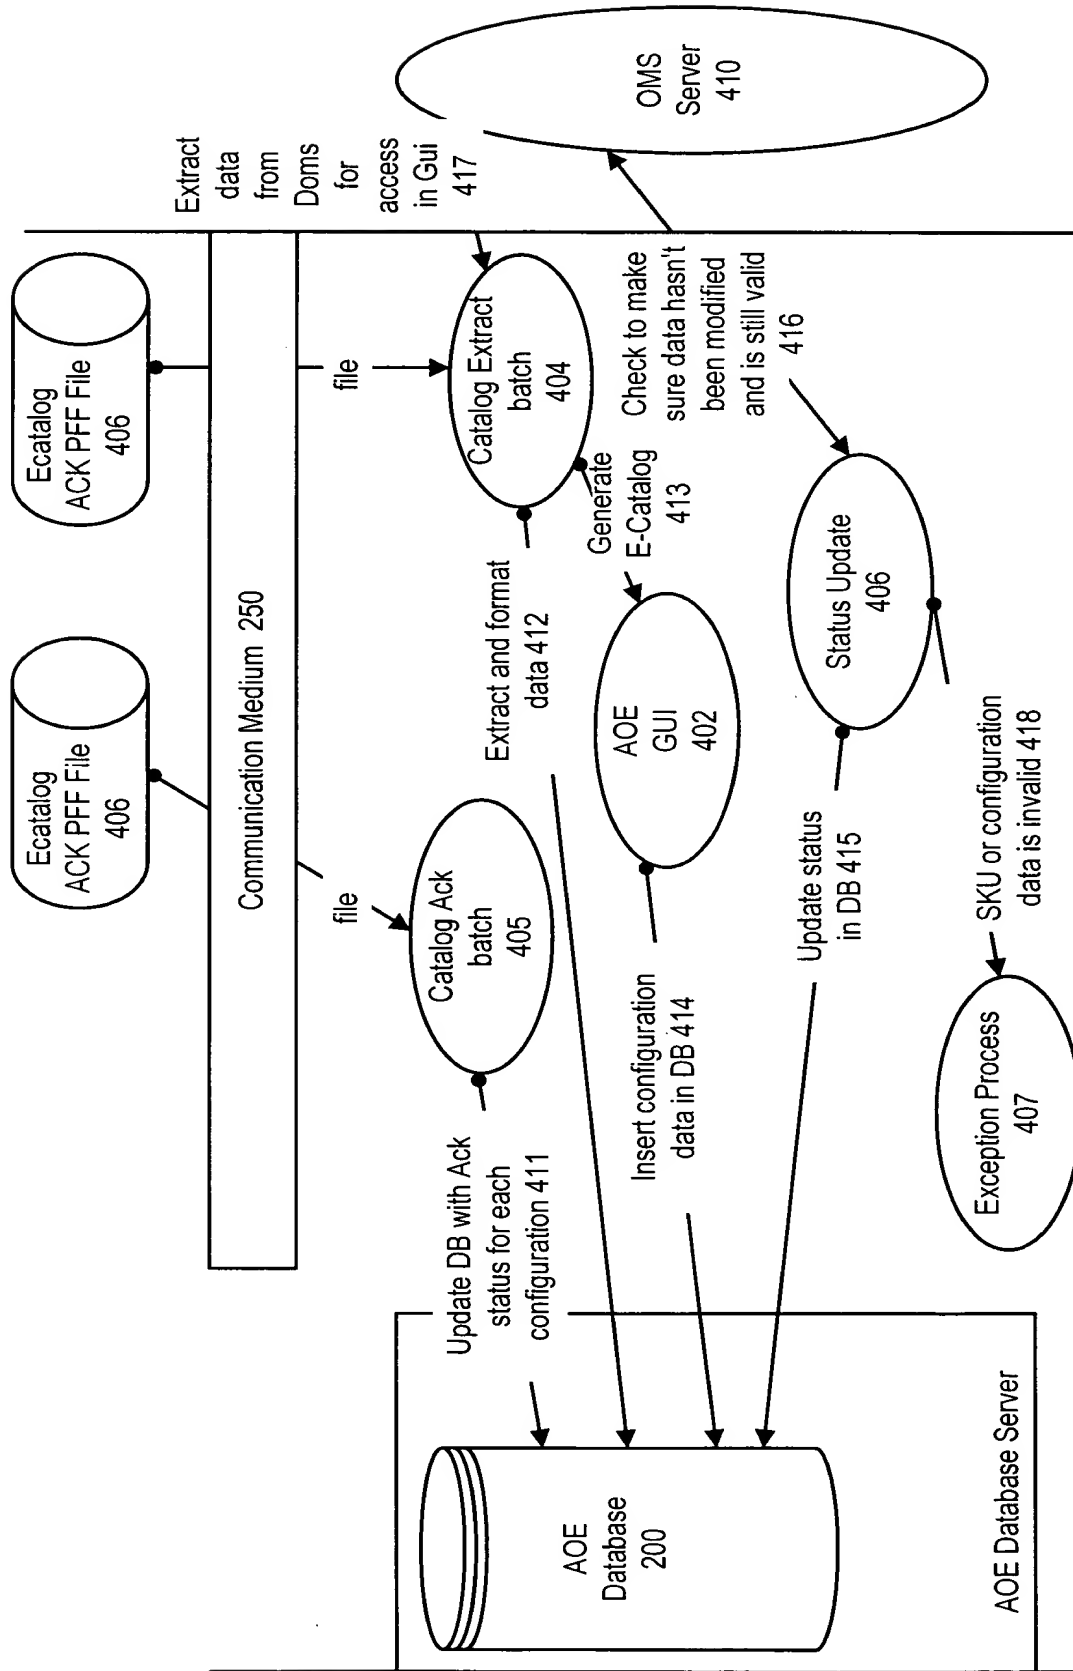 Ecatalog
ACK PFF File
406
Ecatalog
ACK PFF File
406
Communication Medium 250
Extract
data
from
Doms
for
access
in Gui
417
OMS
Server
410
file
file
Catalog Ack
batch
405
Catalog Extract
batch
404
Update DB with Ack
status for each
configuration 411
Extract and format
data 412
Generate
E-Catalog
413
Check to make
sure data hasn't
been modified
and is still valid
416
AOE
GUI
402
Insert configuration
data in DB 414
Status Update
406
Update status
in DB 415
SKU or configuration
data is invalid 418
Exception Process
407
AOE
Database
200
AOE Database Server